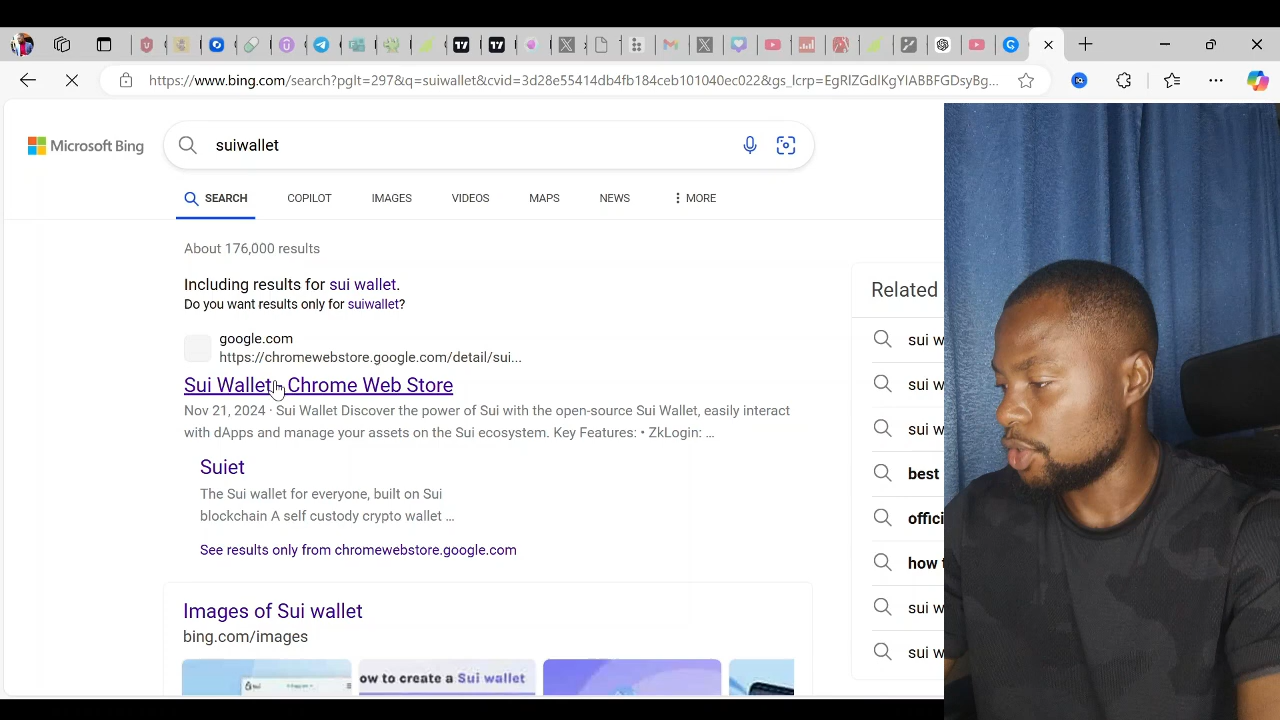 https://www.bing.com/search?pglt=297&q=suiwallet&cvid=3d28e55414db4fb184ceb101040ec022&gs_lcrp=EgRlZGdlKgYIABBFGDsyBg...
Microsoft Bing
suiwallet
SEARCH
COPILOT
IMAGES
VIDEOS
MAPS
NEWS
MORE
About 176,000 results
Including results for sui wallet.
Do you want results only for suiwallet?
google.com
https://chromewebstore.google.com/detail/sui...
Sui Wallet - Chrome Web Store
Nov 21, 2024 · Sui Wallet Discover the power of Sui with the open-source Sui Wallet, easily interact
with dApps and manage your assets on the Sui ecosystem. Key Features: • ZkLogin: ...
Suiet
The Sui wallet for everyone, built on Sui
blockchain A self custody crypto wallet ...
See results only from chromewebstore.google.com
Images of Sui wallet
bing.com/images
ow to create a Sui wallet
Related
sui w
sui w
sui w
best
offici
how t
sui w
sui w